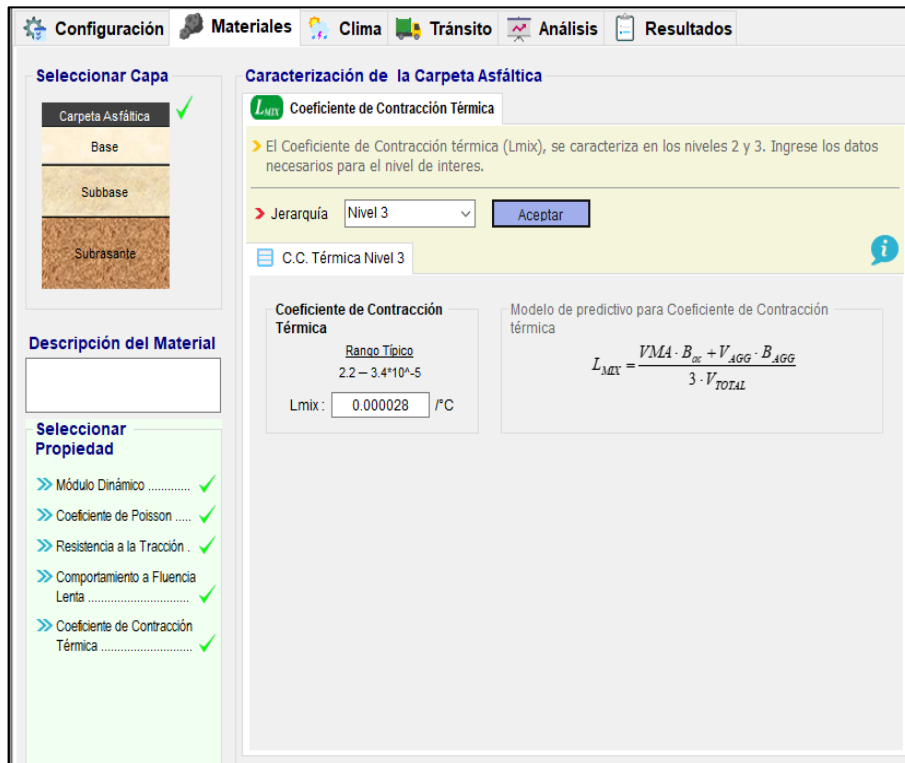 Configuración Materiales Clima Tránsito Análisis Resultados
Seleccionar Capa
Carpeta Asfáltica
Base
Subbase
Subrasante
Descripción del Material
Seleccionar
Propiedad
Módulo Dinámico .............
Coeficiente de Poisson .....
Resistencia a la Tracción .
Comportamiento a Fluencia
Lenta ..............................
Coeficiente de Contracción
Térmica ...........................
Caracterización de la Carpeta Asfáltica
LMIX Coeficiente de Contracción Térmica
El Coeficiente de Contracción térmica (Lmix), se caracteriza en los niveles 2 y 3. Ingrese los datos
necesarios para el nivel de interes.
Jerarquía Nivel 3 Aceptar
i
C.C. Térmica Nivel 3
Coeficiente de Contracción
Térmica
Rango Típico
2.2 – 3.4*10^-5
Lmix : 0.000028 /°C
Modelo de predictivo para Coeficiente de Contracción
térmica
L_MIX = (VMA · B_ac + V_AGG · B_AGG) / (3 · V_TOTAL)